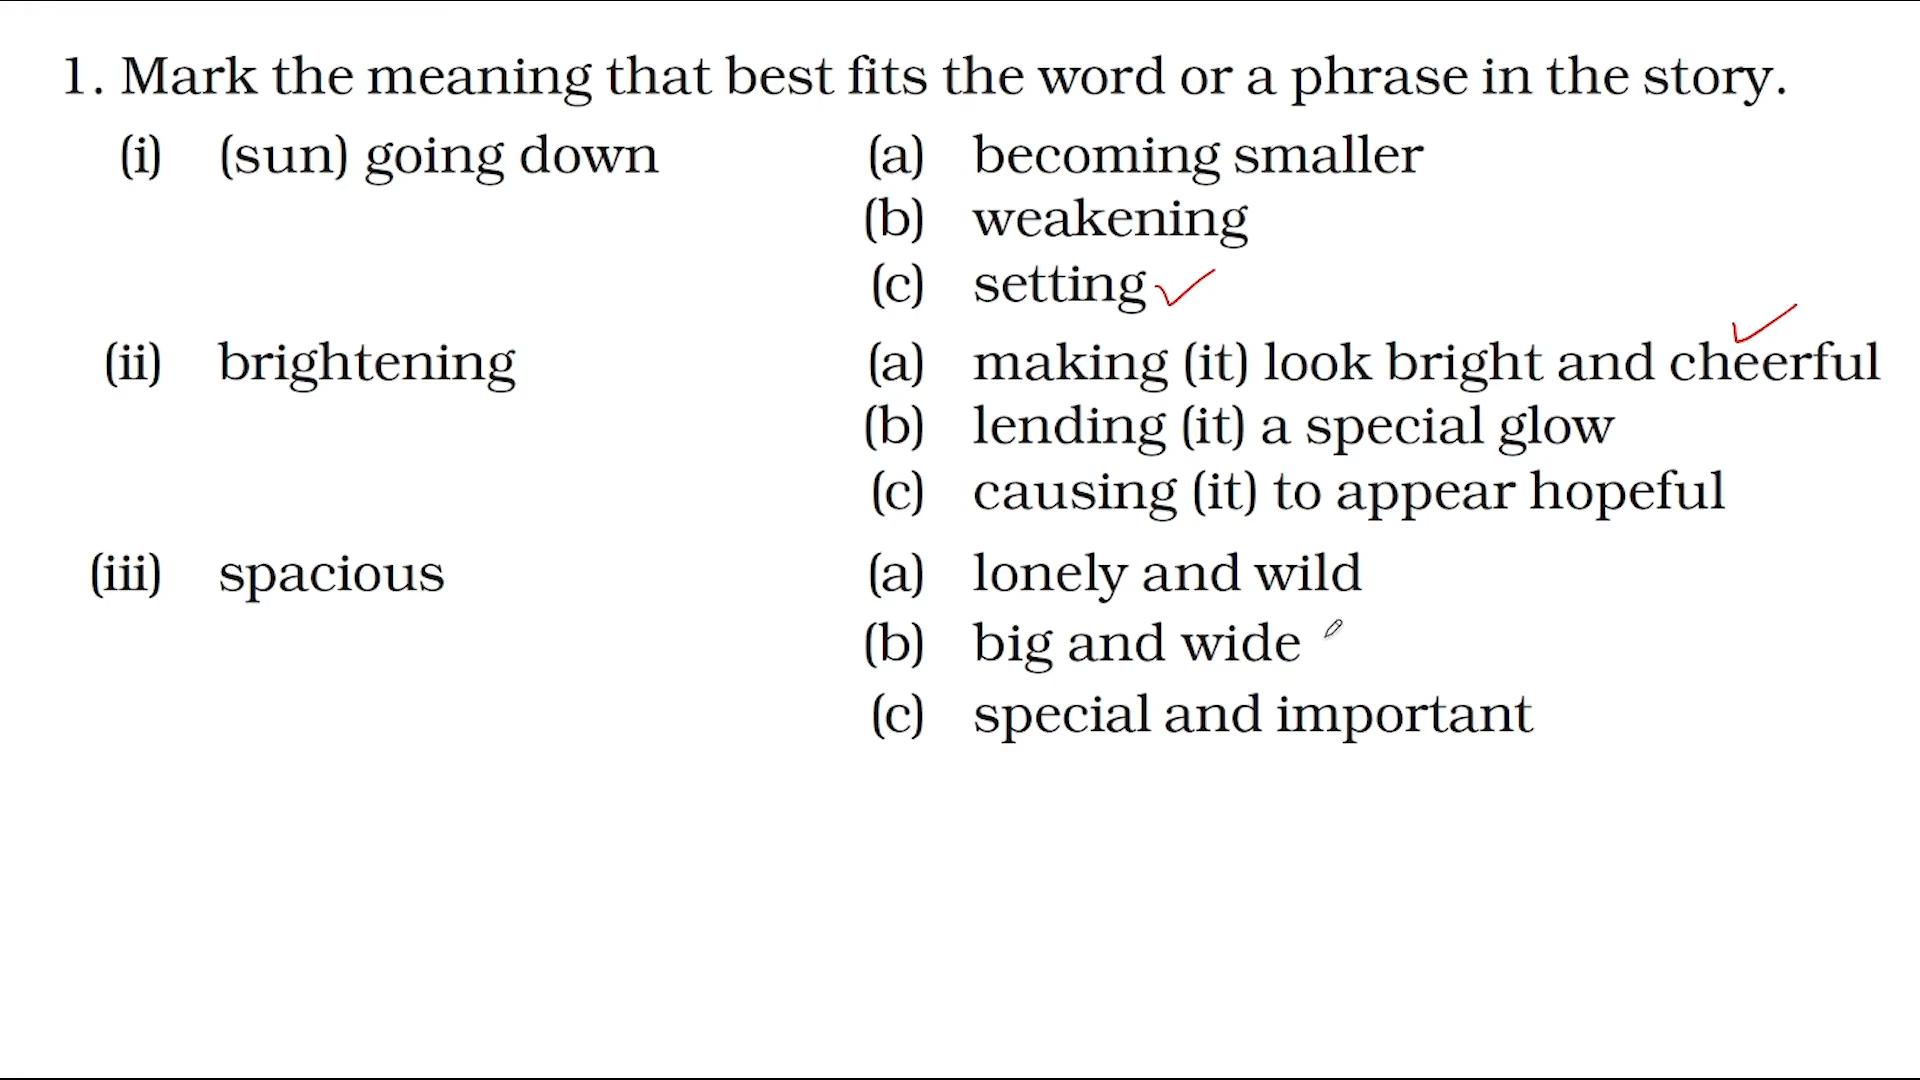 1. Mark the meaning that best fits the word or a phrase in the story.
(i) (sun) going down (a) becoming smaller
(b) weakening
(c) setting
(ii) brightening (a) making (it) look bright and cheerful
(b) lending (it) a special glow
(c) causing (it) to appear hopeful
(iii) spacious (a) lonely and wild
(b) big and wide
(c) special and important